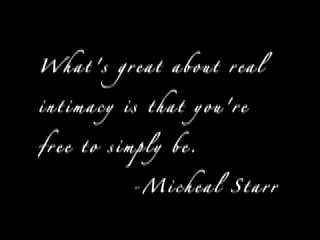 What's great about real
intimacy is that you're
free to simply be.
-Micheal Starr